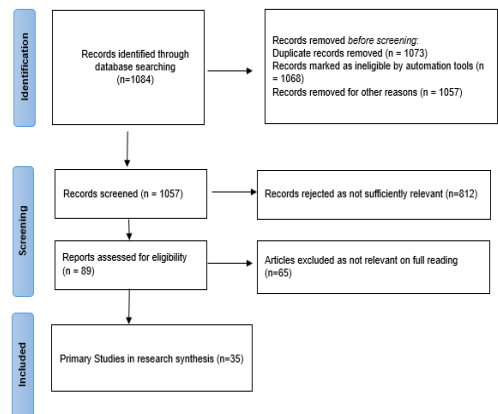 Identification
Records identified through
database searching
(n=1084)
Records removed before screening:
Duplicate records removed (n = 1073)
Records marked as ineligible by automation tools (n
= 1068)
Records removed for other reasons (n = 1057)
Screening
Records screened (n = 1057)
Records rejected as not sufficiently relevant (n=812)
Reports assessed for eligibility
(n = 89)
Articles excluded as not relevant on full reading
(n=65)
Included
Primary Studies in research synthesis (n=35)